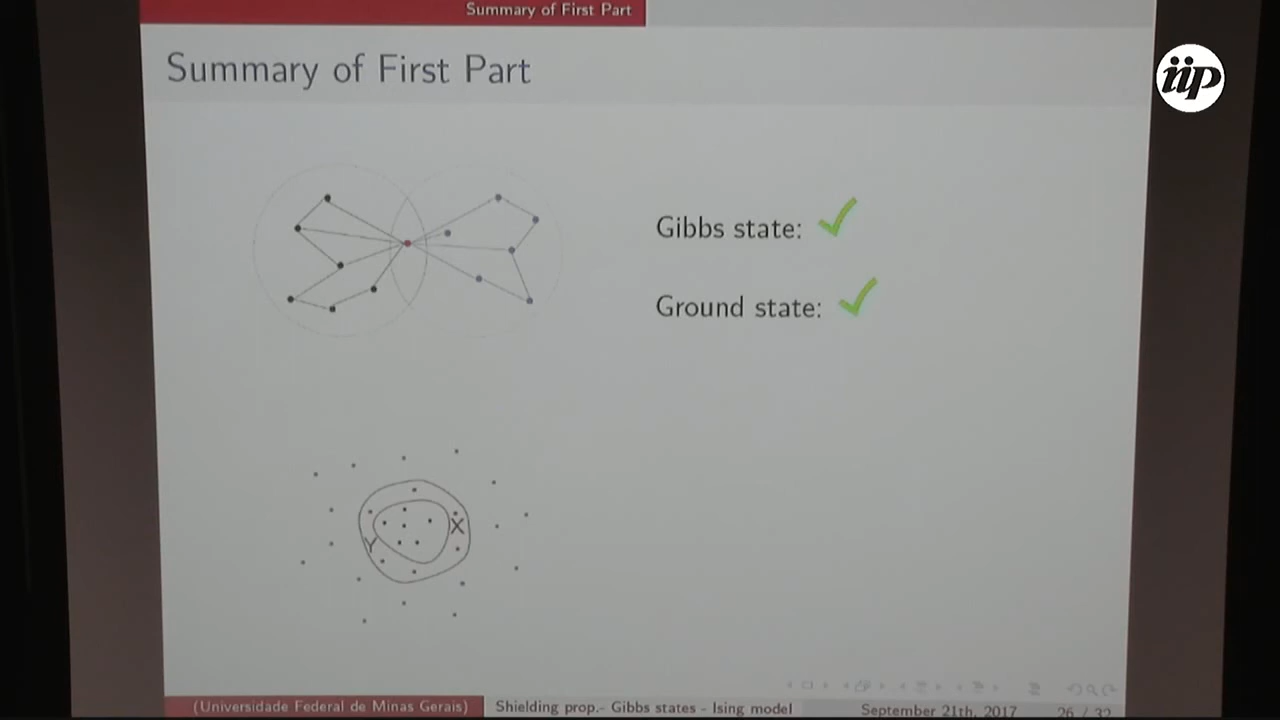 Summary of First Part
Summary of First Part
iip
Gibbs state:
Ground state:
X
Y
(Universidade Federal de Minas Gerais)
Shielding prop.- Gibbs states - Ising model
September 21th, 2017
26 / 32